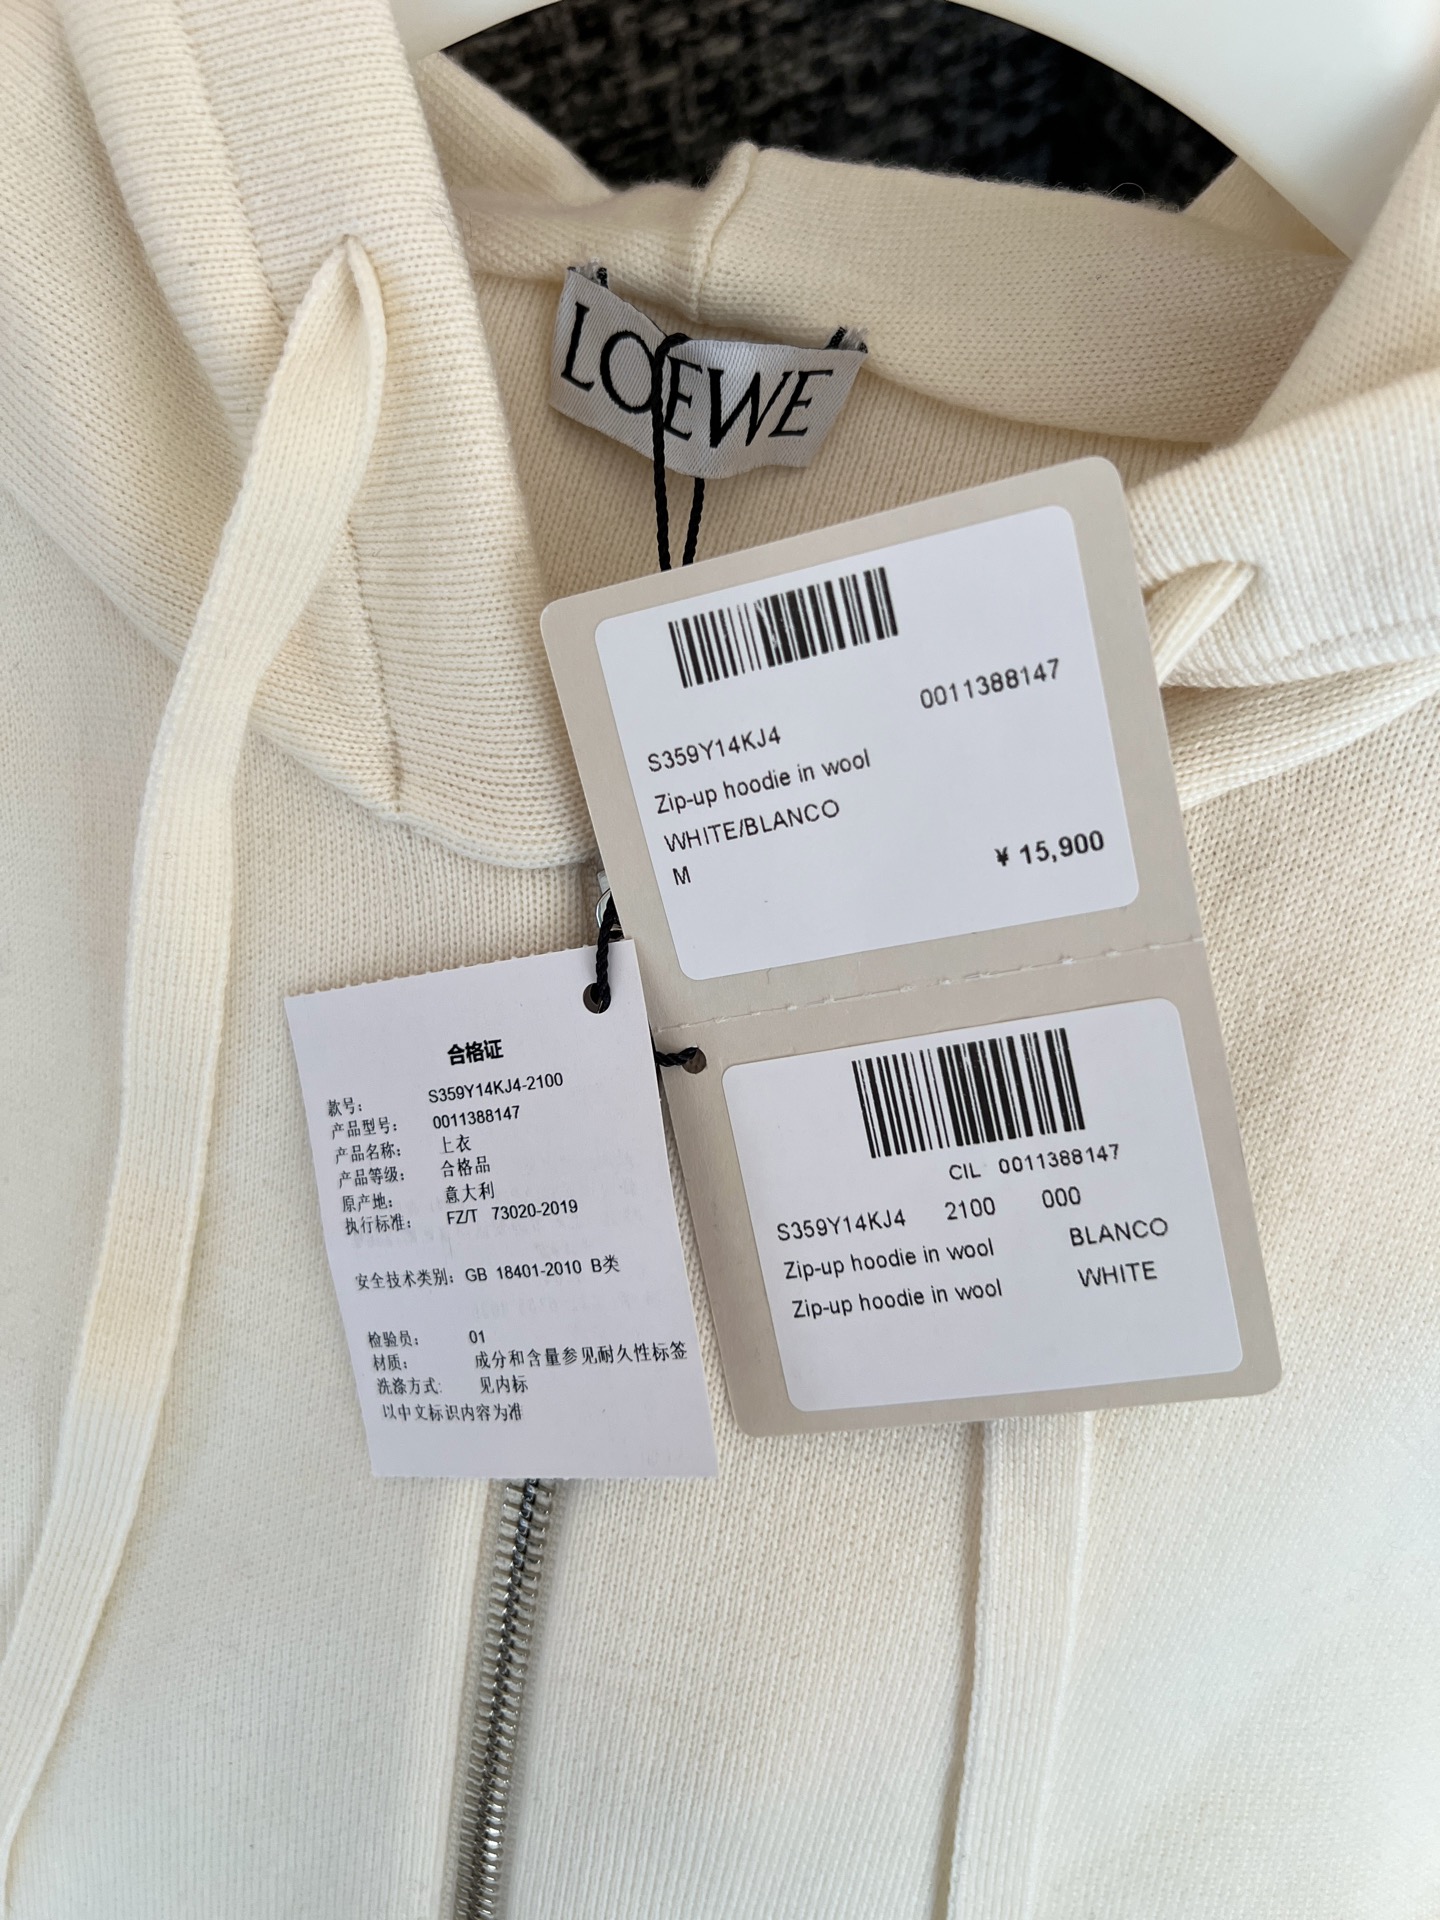 LOEWE
0011388147
S359Y14KJ4
Zip-up hoodie in wool
WHITE/BLANCO
M
¥ 15,900
合格证
款号: S359Y14KJ4-2100
产品型号: 0011388147
产品名称: 上衣
产品等级: 合格品
原产地: 意大利
执行标准: FZ/T 73020-2019
安全技术类别: GB 18401-2010 B类
检验员: 01
材质: 成分和含量参见耐久性标签
洗涤方式: 见内标
以中文标识内容为准
CIL 0011388147
S359Y14KJ4 2100 000
Zip-up hoodie in wool BLANCO
Zip-up hoodie in wool WHITE